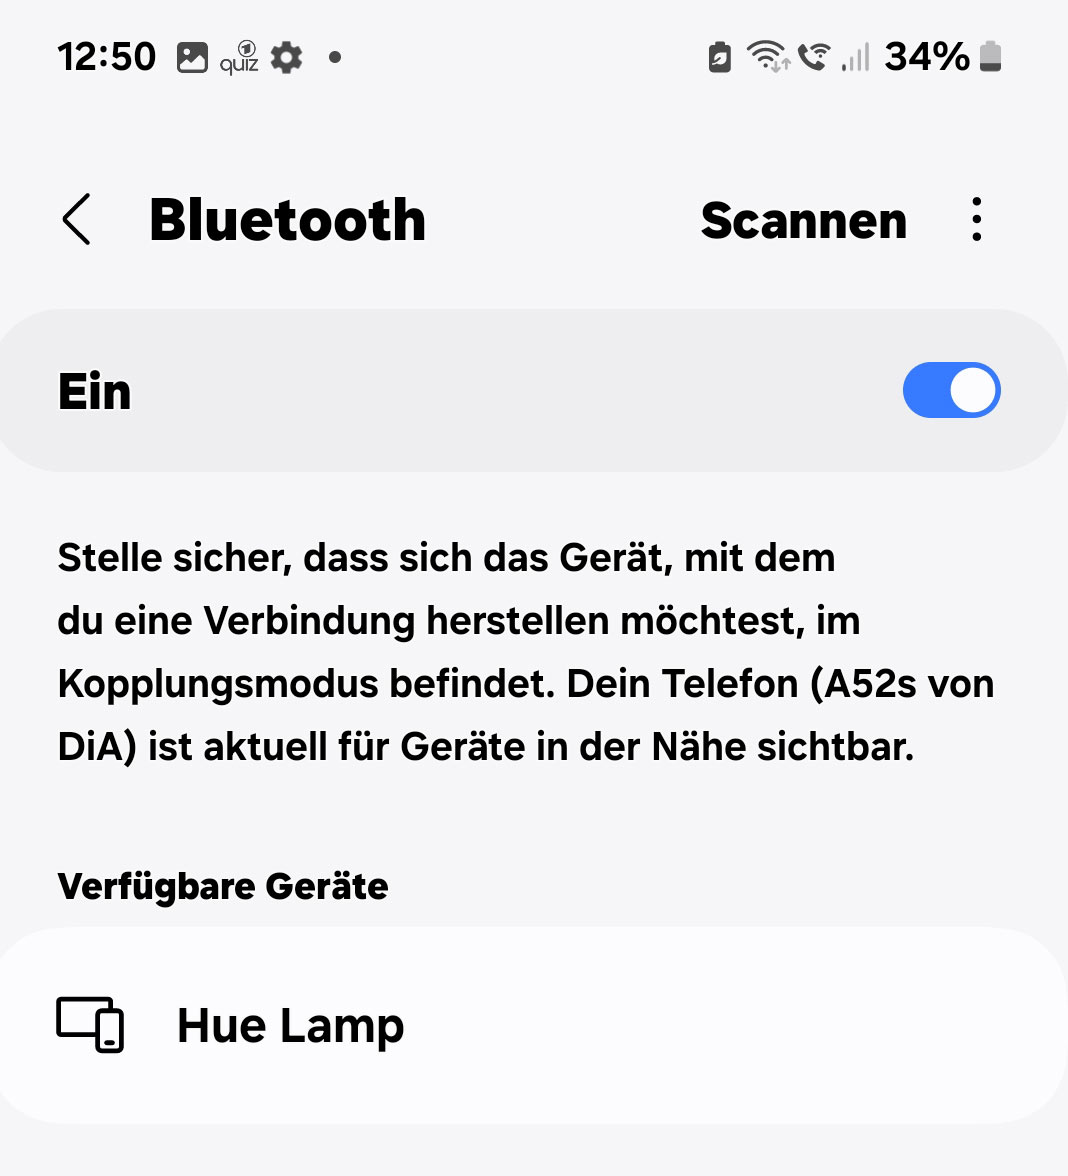 12:50 quiz 34%
Bluetooth Scannen
Ein
Stelle sicher, dass sich das Gerät, mit dem
du eine Verbindung herstellen möchtest, im
Kopplungsmodus befindet. Dein Telefon (A52s von
DiA) ist aktuell für Geräte in der Nähe sichtbar.
Verfügbare Geräte
Hue Lamp